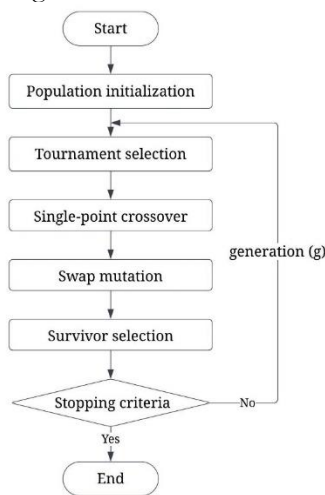 Start
Population initialization
Tournament selection
Single-point crossover
generation (g)
Swap mutation
Survivor selection
Stopping criteria
No
Yes
End